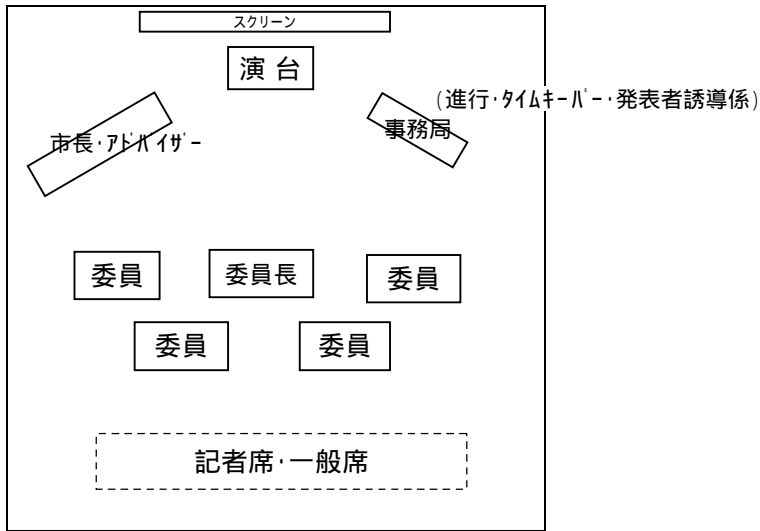 スクリーン
演 台
(進行・ﾀｲﾑｷｰﾊﾟｰ・発表者誘導係)
市長・ｱﾄﾞﾊﾞｲｻﾞｰ
事務局
委員
委員長
委員
委員
委員
記者席・一般席